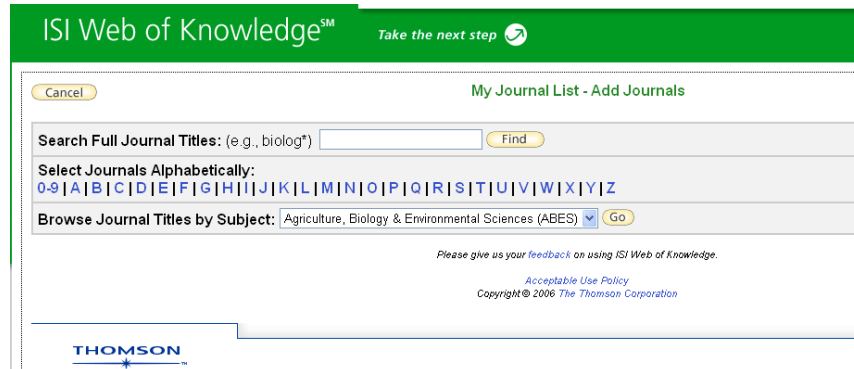 ISI Web of Knowledge℠ Take the next step
Cancel My Journal List - Add Journals
Search Full Journal Titles: (e.g., biolog*) Find
Select Journals Alphabetically:
0-9 | A | B | C | D | E | F | G | H | I | J | K | L | M | N | O | P | Q | R | S | T | U | V | W | X | Y | Z
Browse Journal Titles by Subject: Agriculture, Biology & Environmental Sciences (ABES) Go
Please give us your feedback on using ISI Web of Knowledge.
Acceptable Use Policy
Copyright © 2006 The Thomson Corporation
THOMSON™